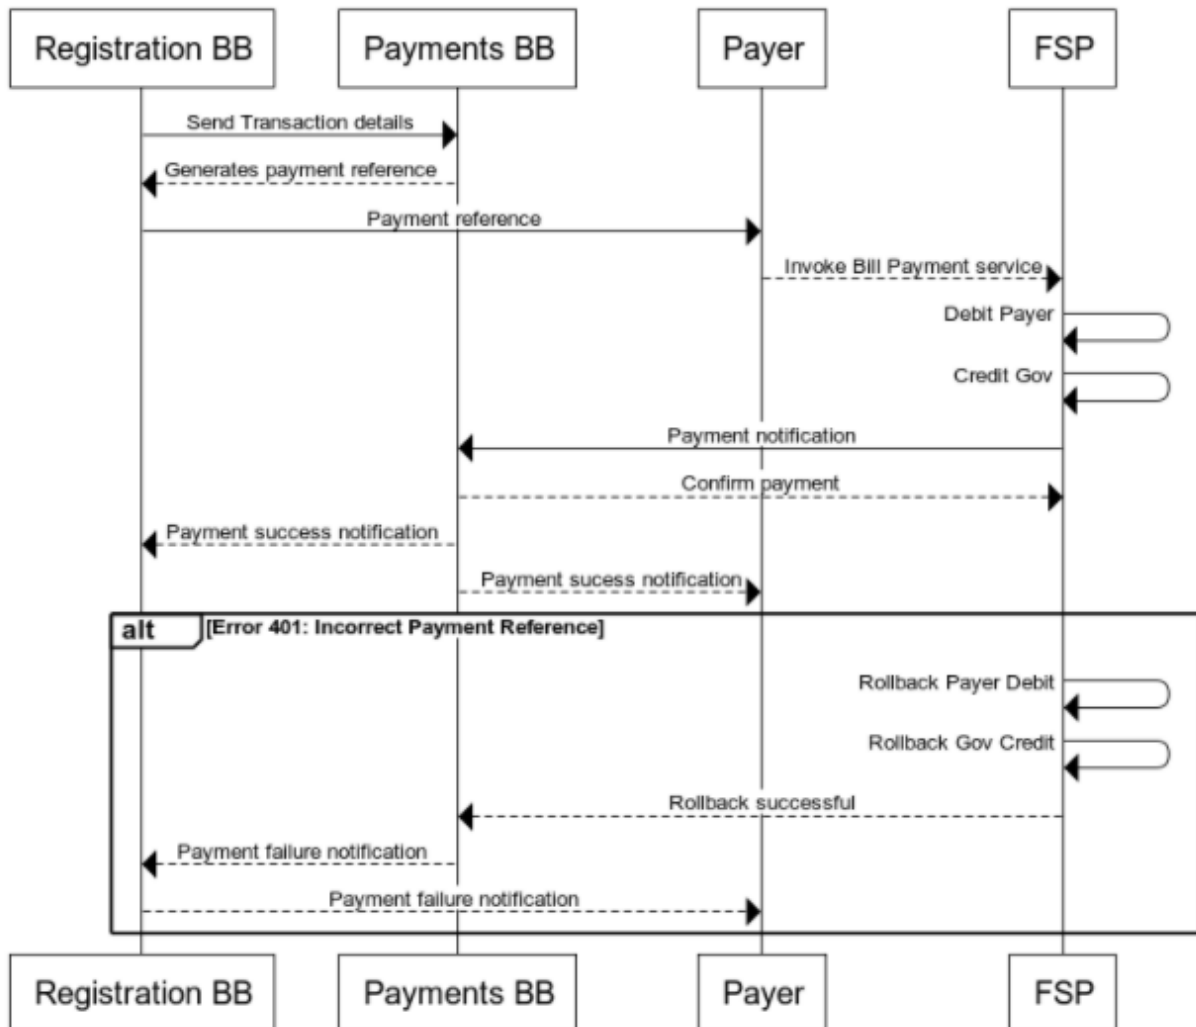 Registration BB
Payments BB
Payer
FSP
Send Transaction details
Generates payment reference
Payment reference
Invoke Bill Payment service
Debit Payer
Credit Gov
Payment notification
Confirm payment
Payment success notification
Payment sucess notification
alt
[Error 401: Incorrect Payment Reference]
Rollback Payer Debit
Rollback Gov Credit
Rollback successful
Payment failure notification
Payment failure notification
Registration BB
Payments BB
Payer
FSP